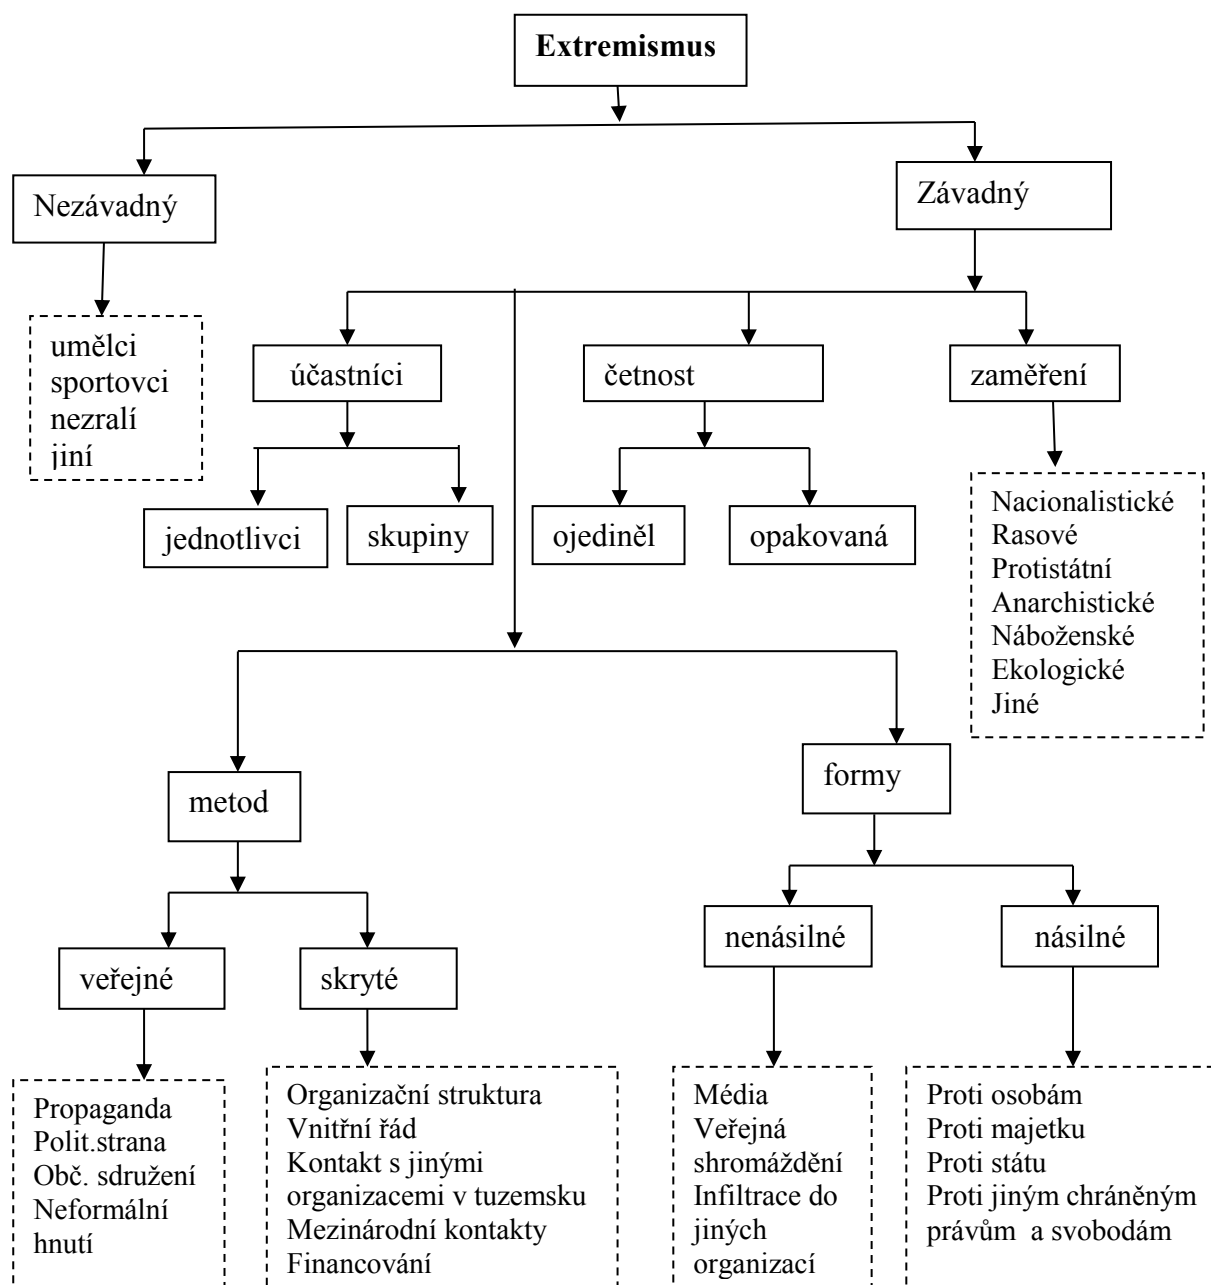 Extremismus
Nezávadný
Závadný
umělci
sportovci
nezralí
jiní
účastníci
četnost
zaměření
jednotlivci
skupiny
ojediněl
opakovaná
Nacionalistické
Rasové
Protistátní
Anarchistické
Náboženské
Ekologické
Jiné
metod
formy
veřejné
skryté
nenásilné
násilné
Propaganda
Polit.strana
Obč. sdružení
Neformální
hnutí
Organizační struktura
Vnitřní řád
Kontakt s jinými
organizacemi v tuzemsku
Mezinárodní kontakty
Financování
Média
Veřejná
shromáždění
Infiltrace do
jiných
organizací
Proti osobám
Proti majetku
Proti státu
Proti jiným chráněným
právům a svobodám